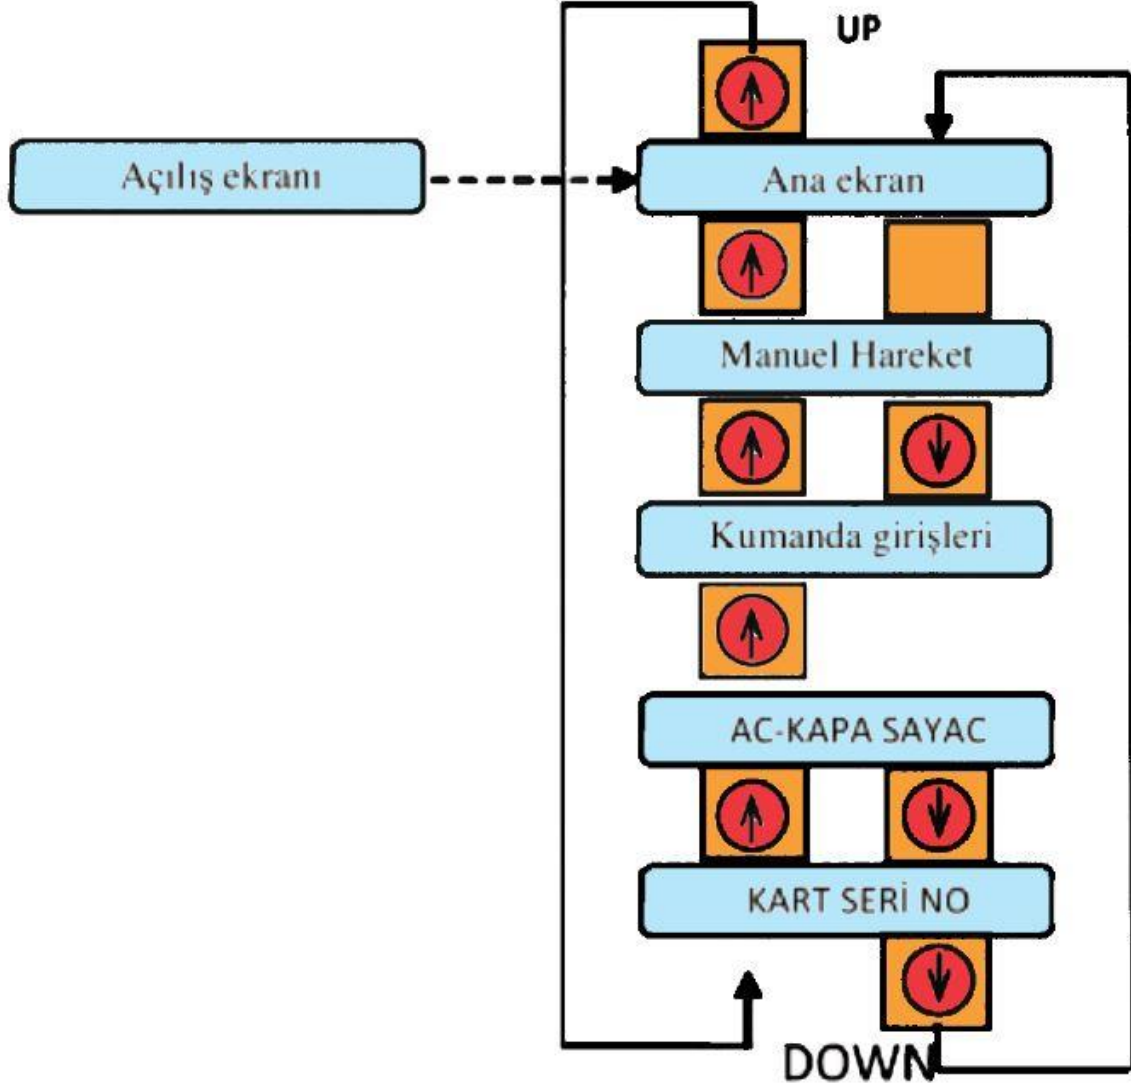 UP
Açılış ekranı
Ana ekran
Manuel Hareket
Kumanda girişleri
AC-KAPA SAYAC
KART SERİ NO
DOWN